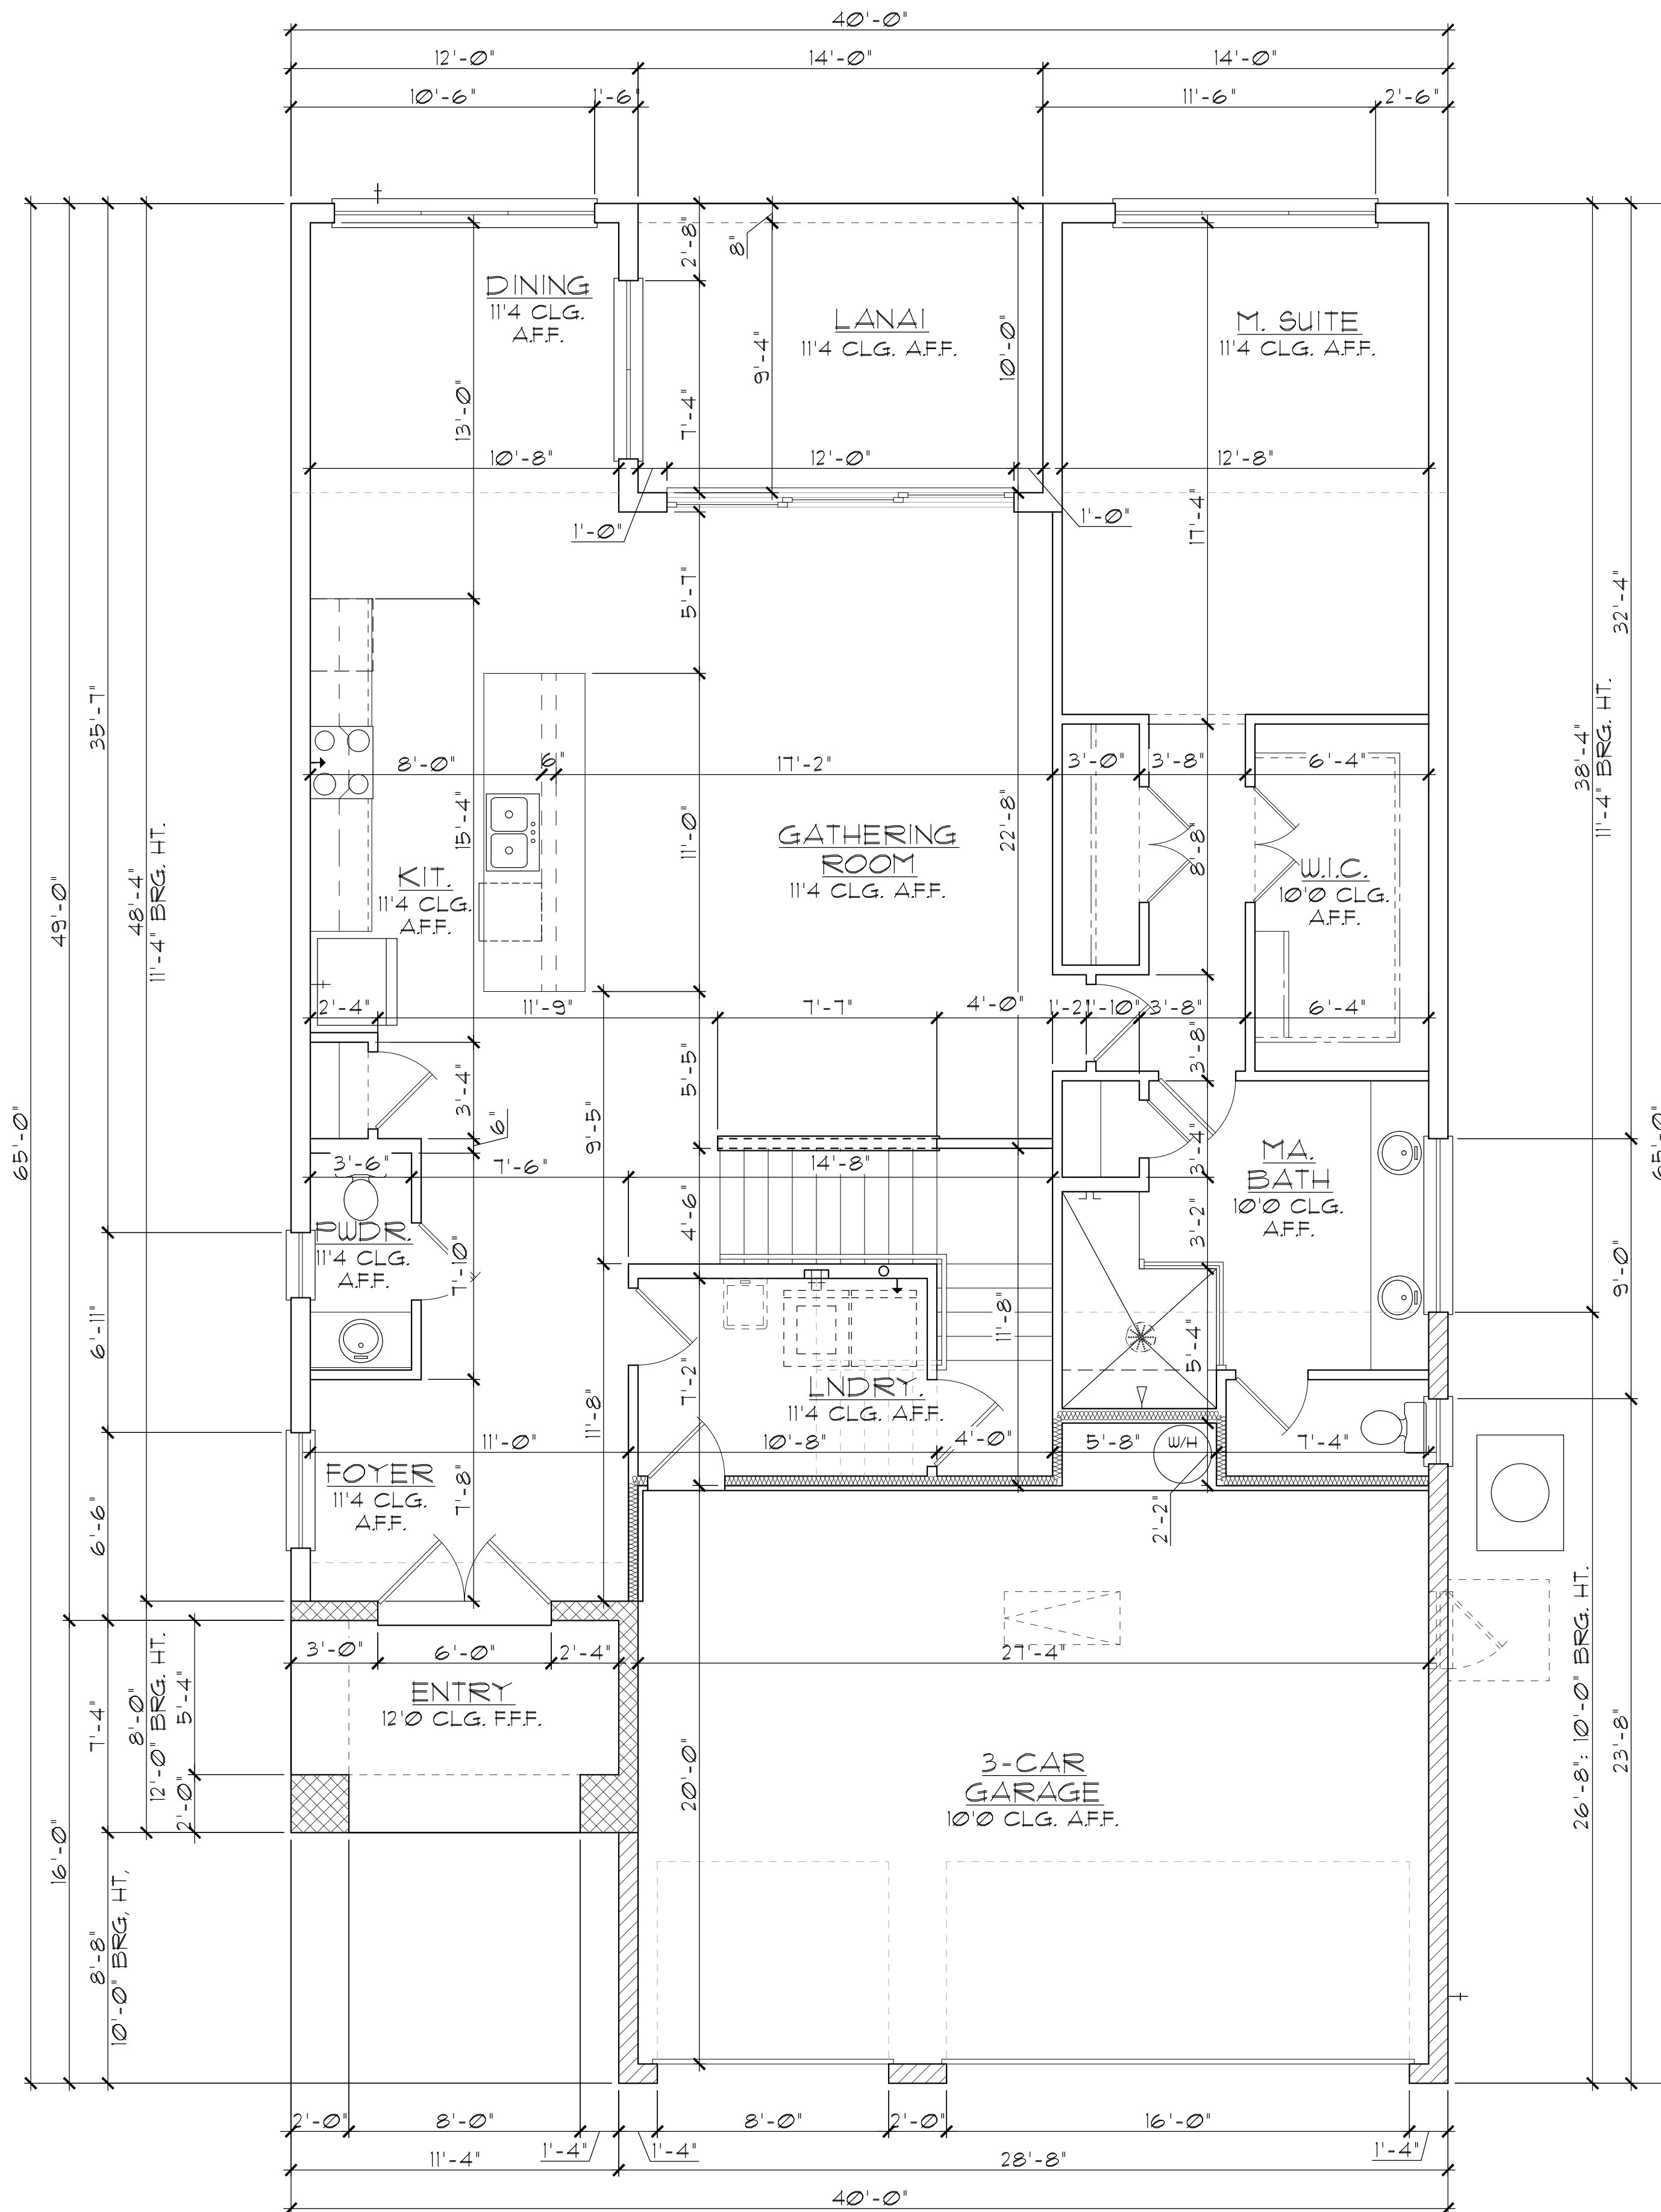 40'-0"
12'-0"
14'-0"
14'-0"
10'-6"
1'-6"
11'-6"
2'-6"
2'-8"
8"
DINING
11'4 CLG.
A.F.F.
LANAI
11'4 CLG. A.F.F.
M. SUITE
11'4 CLG. A.F.F.
9'-4"
10'-0"
13'-0"
7'-4"
10'-8"
12'-0"
12'-8"
1'-0"
1'-0"
17'-4"
5'-7"
32'-4"
35'-7"
38'-4"
11'-4" BRG. HT.
8'-0"
6"
17'-2"
3'-0"
3'-8"
6'-4"
15'-4"
11'-0"
22'-8"
8'-8"
GATHERING
ROOM
11'4 CLG. A.F.F.
KIT.
11'4 CLG.
A.F.F.
W.I.C.
10'0 CLG.
A.F.F.
49'-0"
48'-4"
11'-4" BRG. HT.
2'-4"
11'-9"
7'-7"
4'-0"
1'-2"
1'-10"
3'-8"
6'-4"
5'-5"
3'-8"
3'-4"
6"
9'-5"
65'-0"
65'-0"
3'-6"
7'-6"
14'-8"
3'-4"
MA.
BATH
10'0 CLG.
A.F.F.
PWDR.
11'4 CLG.
A.F.F.
7'-10"
4'-6"
3'-2"
9'-0"
6'-11"
11'-8"
5'-4"
7'-2"
11'-8"
LNDRY.
11'4 CLG. A.F.F.
11'-0"
10'-8"
4'-0"
5'-8"
W/H
7'-4"
FOYER
11'4 CLG.
A.F.F.
7'-8"
6'-6"
2'-2"
3'-0"
6'-0"
2'-4"
27'-4"
ENTRY
12'0 CLG. F.F.F.
7'-4"
8'-0"
12'-0" BRG. HT.
5'-4"
2'-0"
20'-0"
3-CAR
GARAGE
10'0 CLG. A.F.F.
26'-8": 10'-0" BRG. HT.
23'-8"
16'-0"
8'-8"
10'-0" BRG, HT,
2'-0"
8'-0"
8'-0"
2'-0"
16'-0"
1'-4"
1'-4"
1'-4"
11'-4"
28'-8"
40'-0"